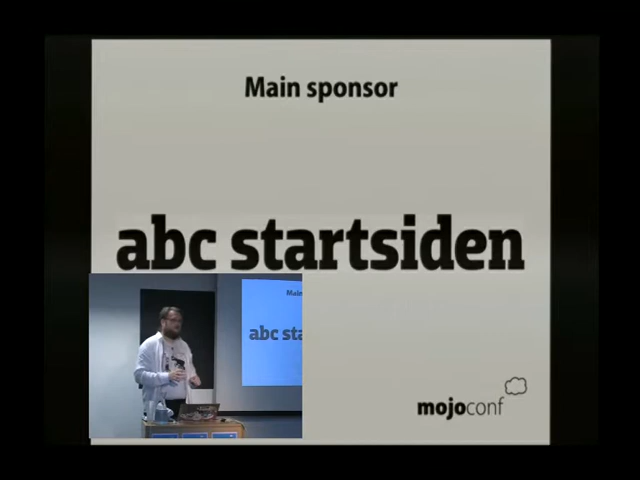 Main sponsor
abc startsiden
Main
abc sta
mojoconf